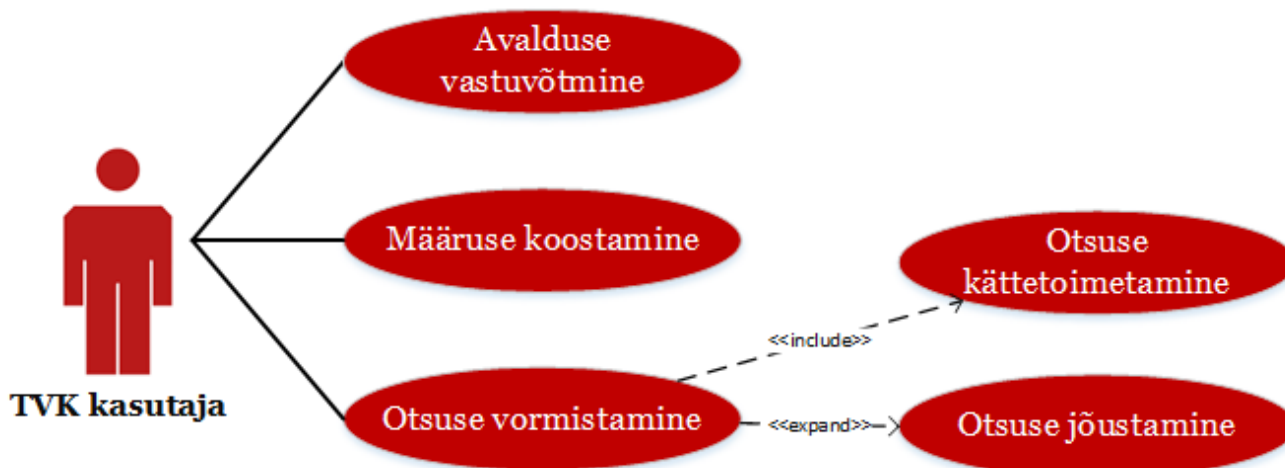 Avalduse
vastuvõtmine
Määruse koostamine
Otsuse
kättetoimetamine
<<include>>
TVK kasutaja
Otsuse vormistamine
<<expand>>
Otsuse jõustamine